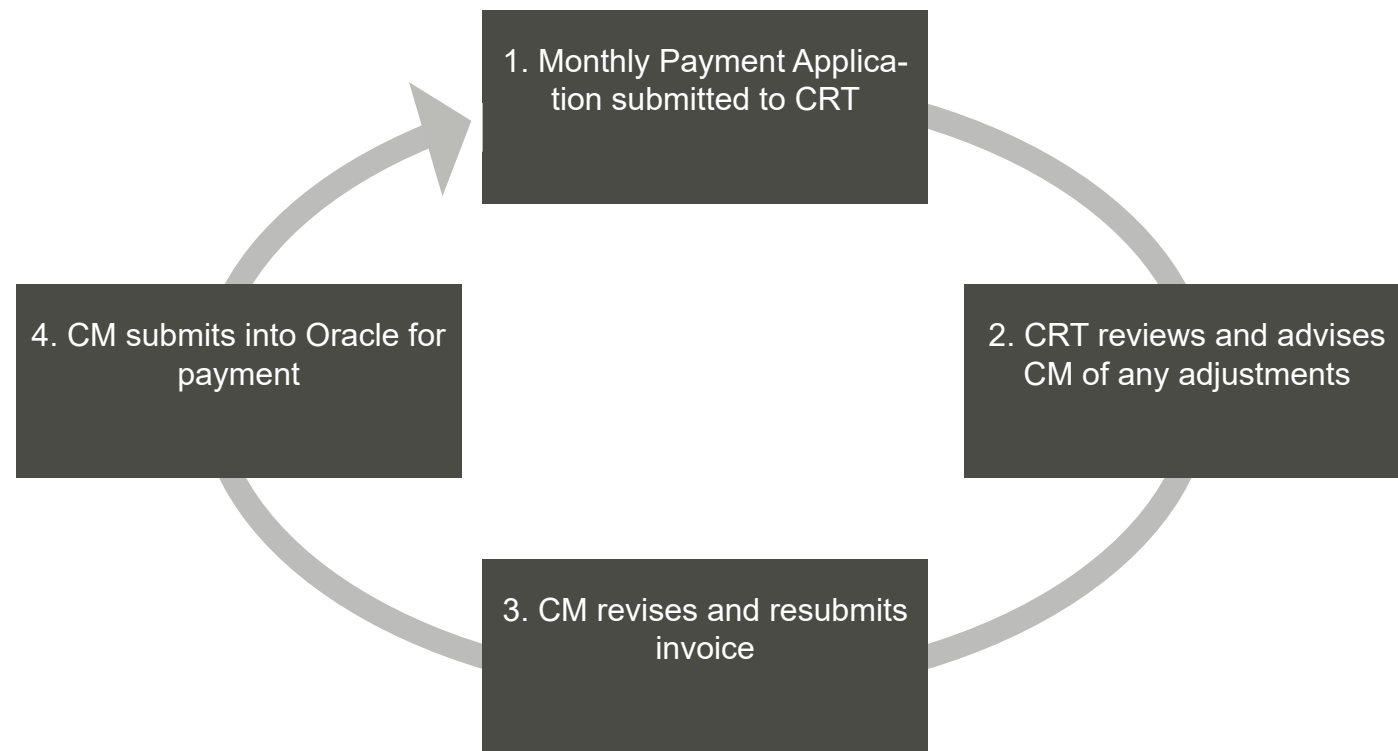 1. Monthly Payment Applica-
tion submitted to CRT
2. CRT reviews and advises
CM of any adjustments
3. CM revises and resubmits
invoice
4. CM submits into Oracle for
payment